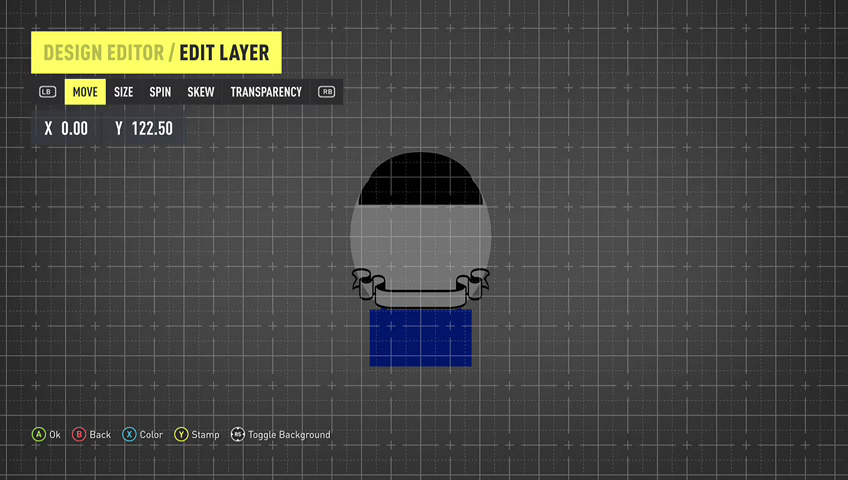 DESIGN EDITOR / EDIT LAYER
LB MOVE SIZE SPIN SKEW TRANSPARENCY RB
X 0.00 Y 122.50
A Ok B Back X Color Y Stamp RS Toggle Background